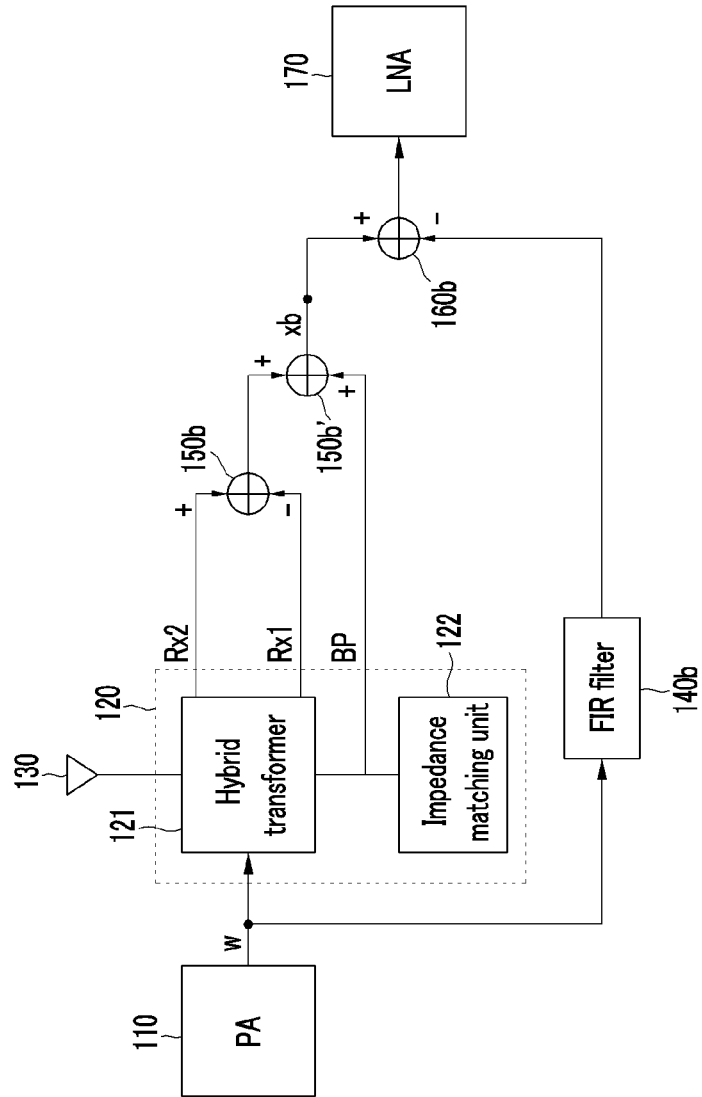 130
120
121
Hybrid
transformer
Rx2
Rx1
BP
122
Impedance
matching unit
110
PA
w
+
-
150b
+
+
150b'
xb
+
-
160b
170
LNA
FIR filter
140b